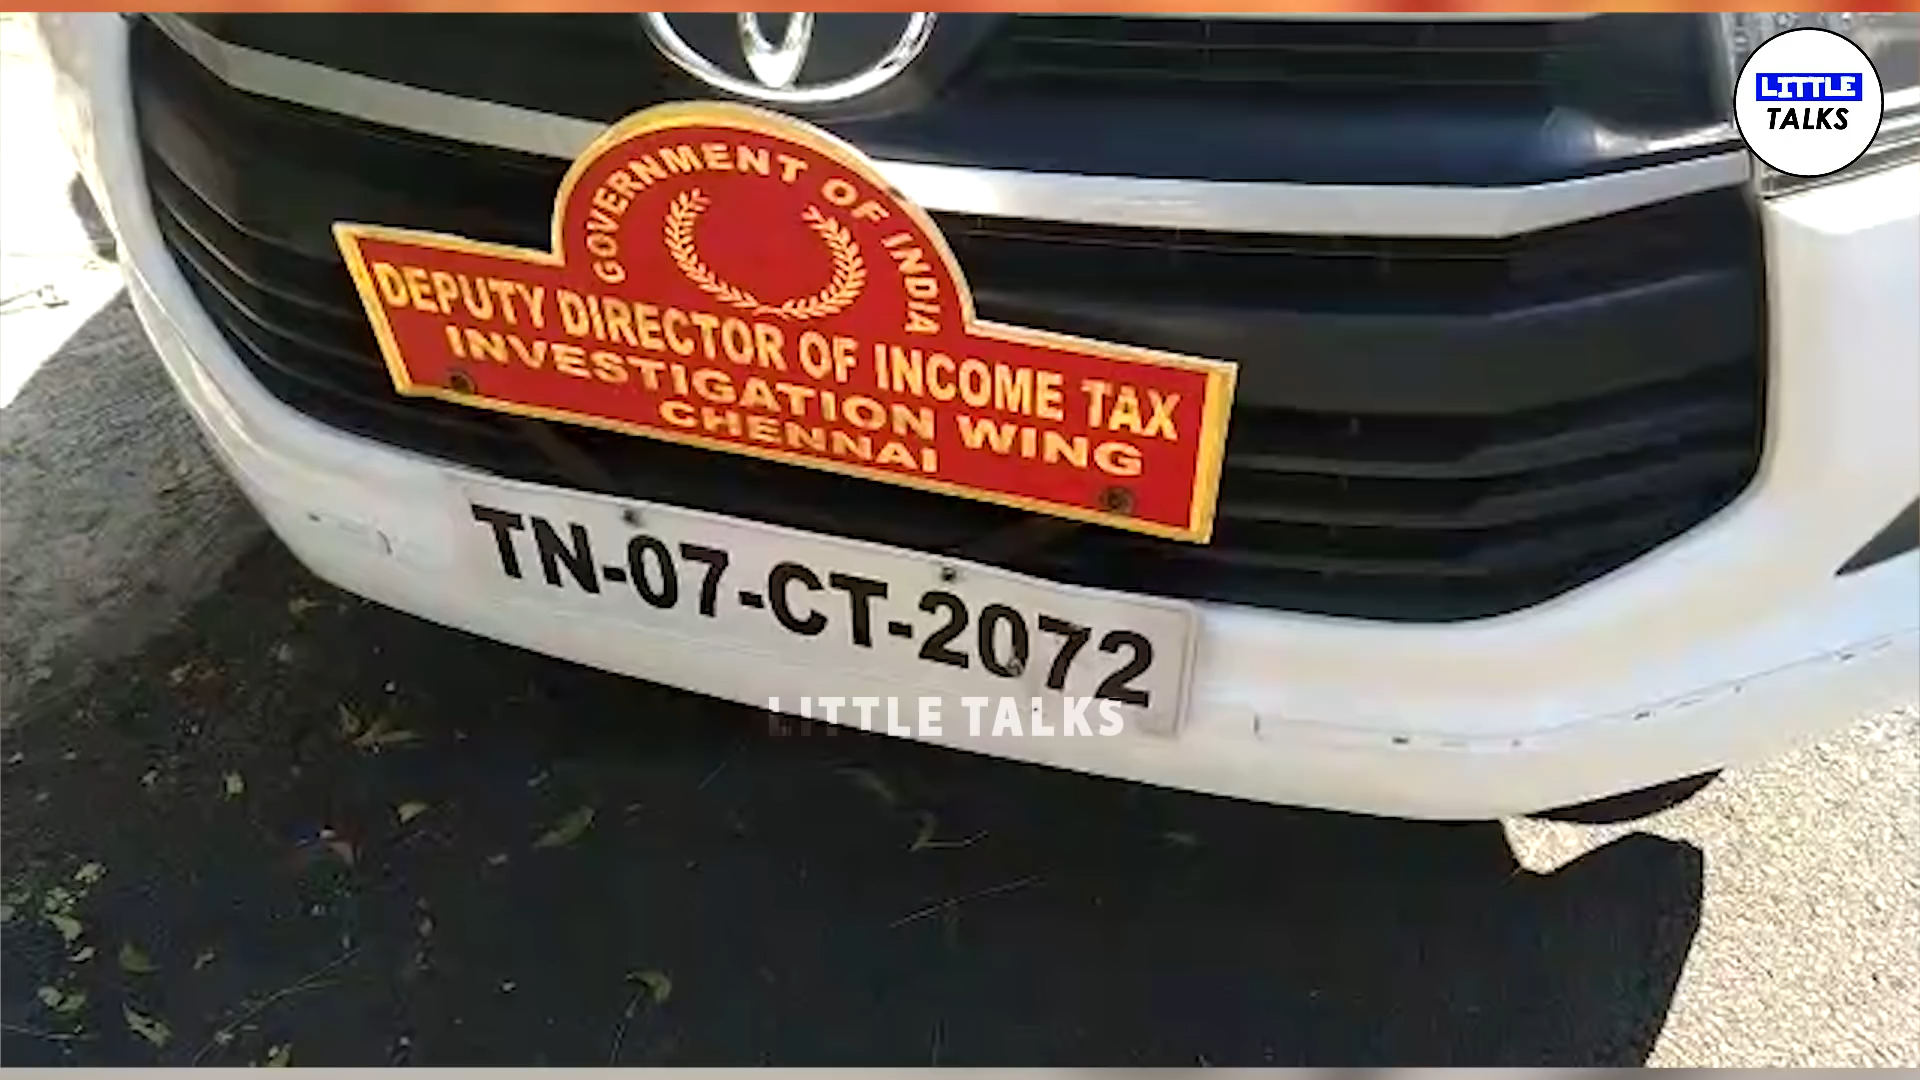 LITTLE
TALKS
GOVERNMENT OF INDIA
DEPUTY DIRECTOR OF INCOME TAX
INVESTIGATION WING
CHENNAI
TN-07-CT-2072
LITTLE TALKS